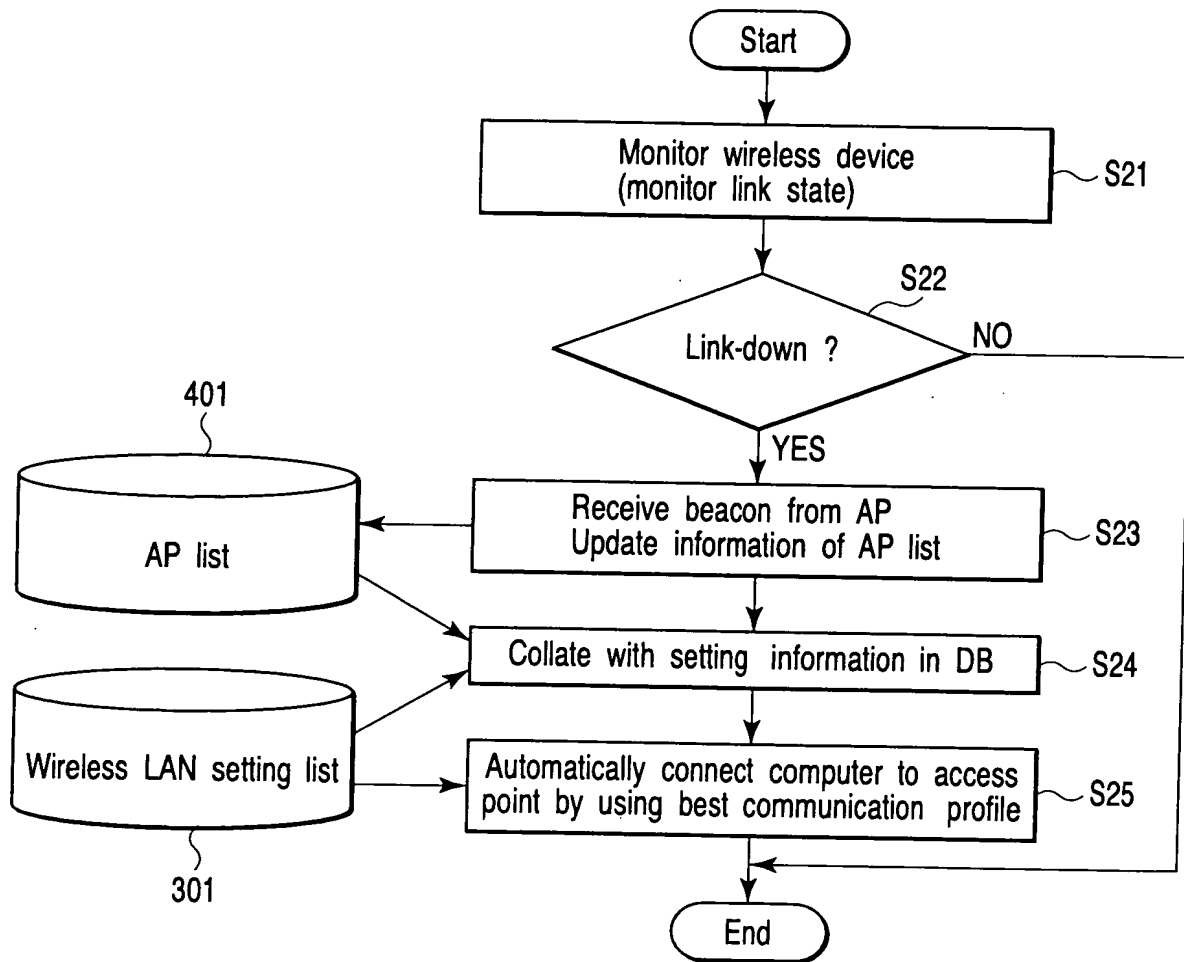 Start
Monitor wireless device
(monitor link state)
S21
S22
Link-down ?
NO
YES
401
AP list
Receive beacon from AP
Update information of AP list
S23
Collate with setting information in DB
S24
Wireless LAN setting list
301
Automatically connect computer to access
point by using best communication profile
S25
End